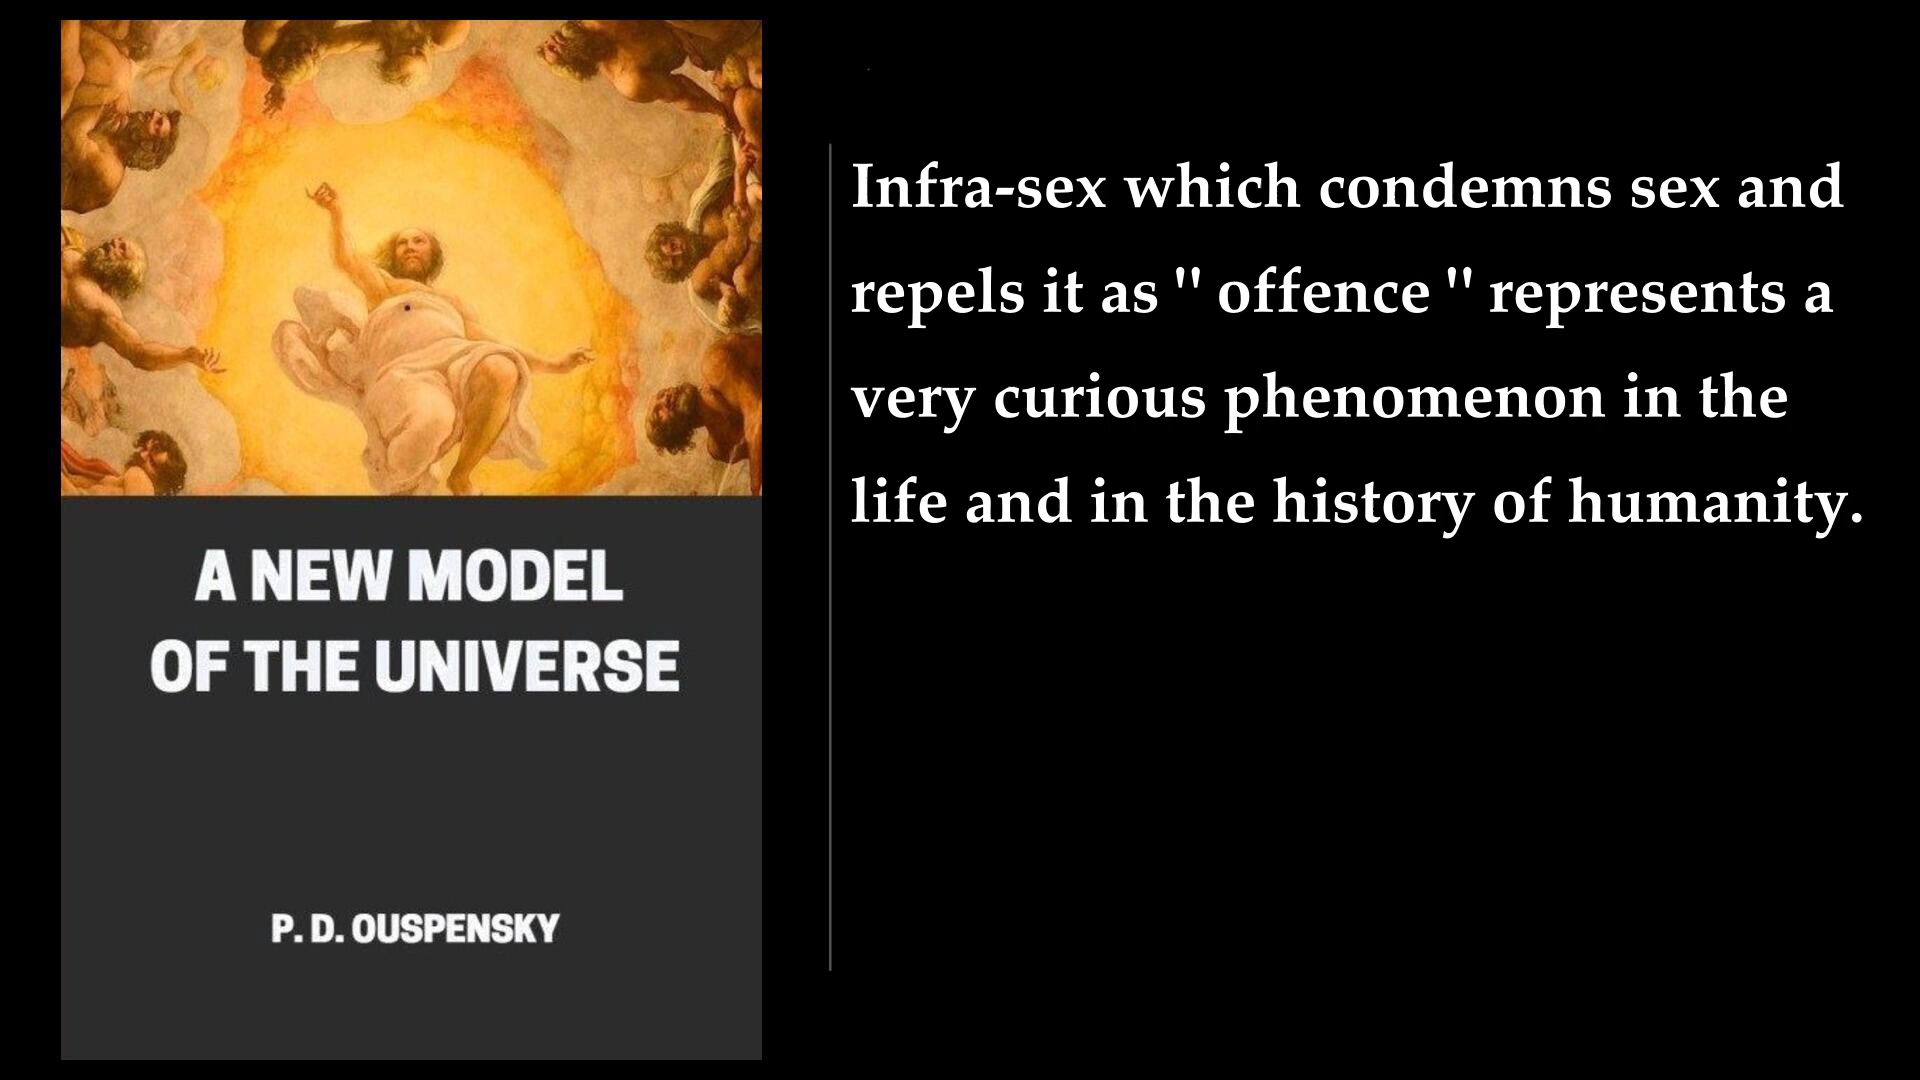 A NEW MODEL
OF THE UNIVERSE
P. D. OUSPENSKY
Infra-sex which condemns sex and
repels it as " offence " represents a
very curious phenomenon in the
life and in the history of humanity.